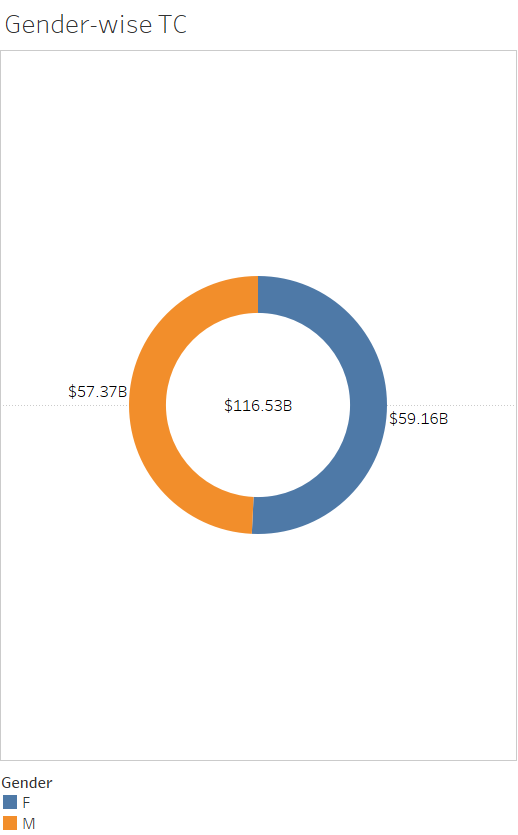 Gender-wise TC
$57.37B
$116.53B
$59.16B
Gender
F
M